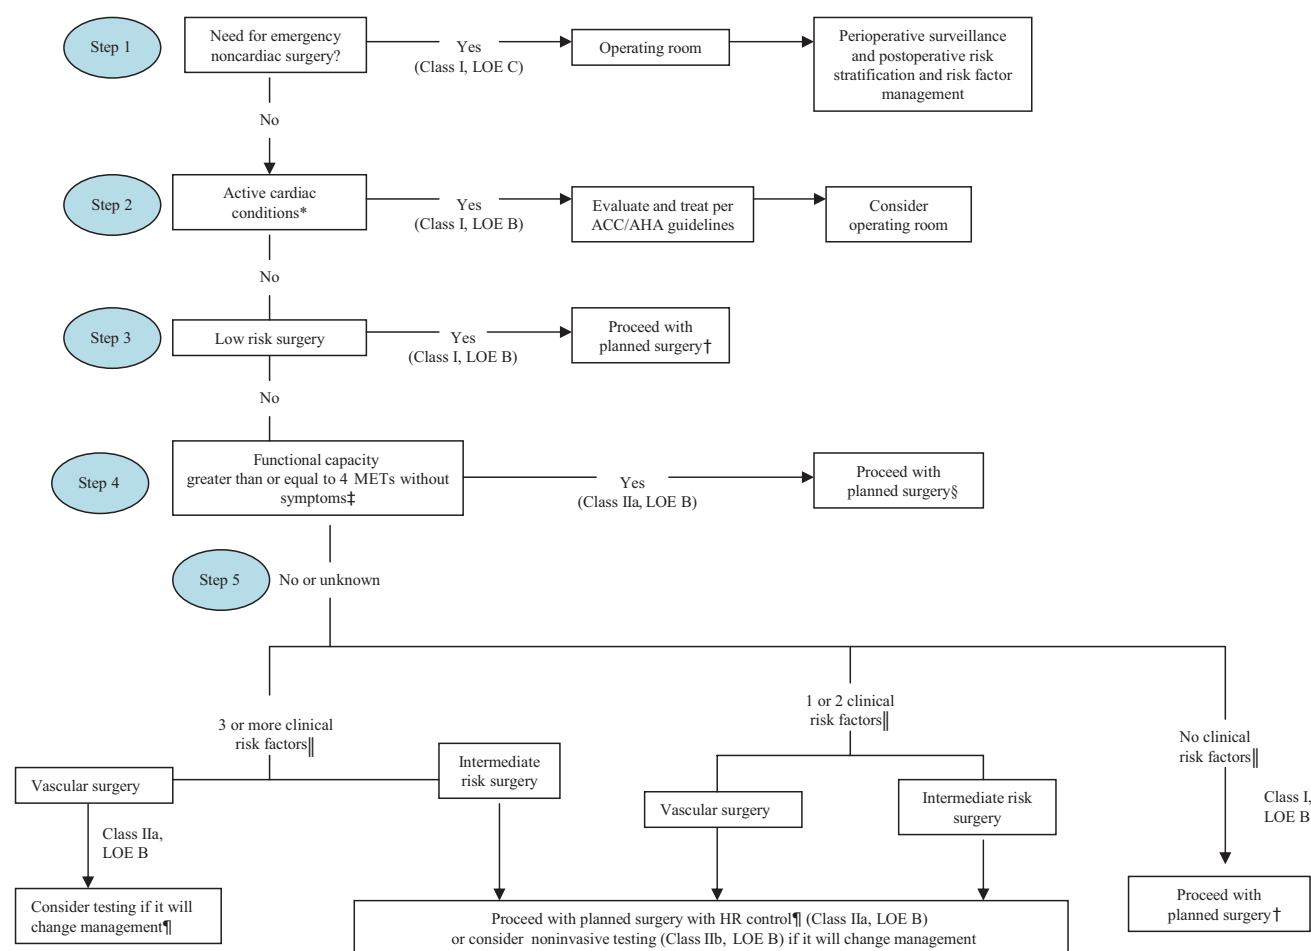 Step 1
Need for emergency
noncardiac surgery?
Yes
(Class I, LOE C)
Operating room
Perioperative surveillance
and postoperative risk
stratification and risk factor
management
No
Step 2
Active cardiac
conditions*
Yes
(Class I, LOE B)
Evaluate and treat per
ACC/AHA guidelines
Consider
operating room
No
Step 3
Low risk surgery
Yes
(Class I, LOE B)
Proceed with
planned surgery†
No
Step 4
Functional capacity
greater than or equal to 4 METs without
symptoms‡
Yes
(Class IIa, LOE B)
Proceed with
planned surgery§
Step 5
No or unknown
3 or more clinical
risk factors‖
Vascular surgery
Intermediate
risk surgery
Class IIa,
LOE B
Consider testing if it will
change management¶
1 or 2 clinical
risk factors‖
Vascular surgery
Intermediate risk
surgery
Proceed with planned surgery with HR control¶ (Class IIa, LOE B)
or consider noninvasive testing (Class IIb, LOE B) if it will change management
No clinical
risk factors‖
Class I,
LOE B
Proceed with
planned surgery†